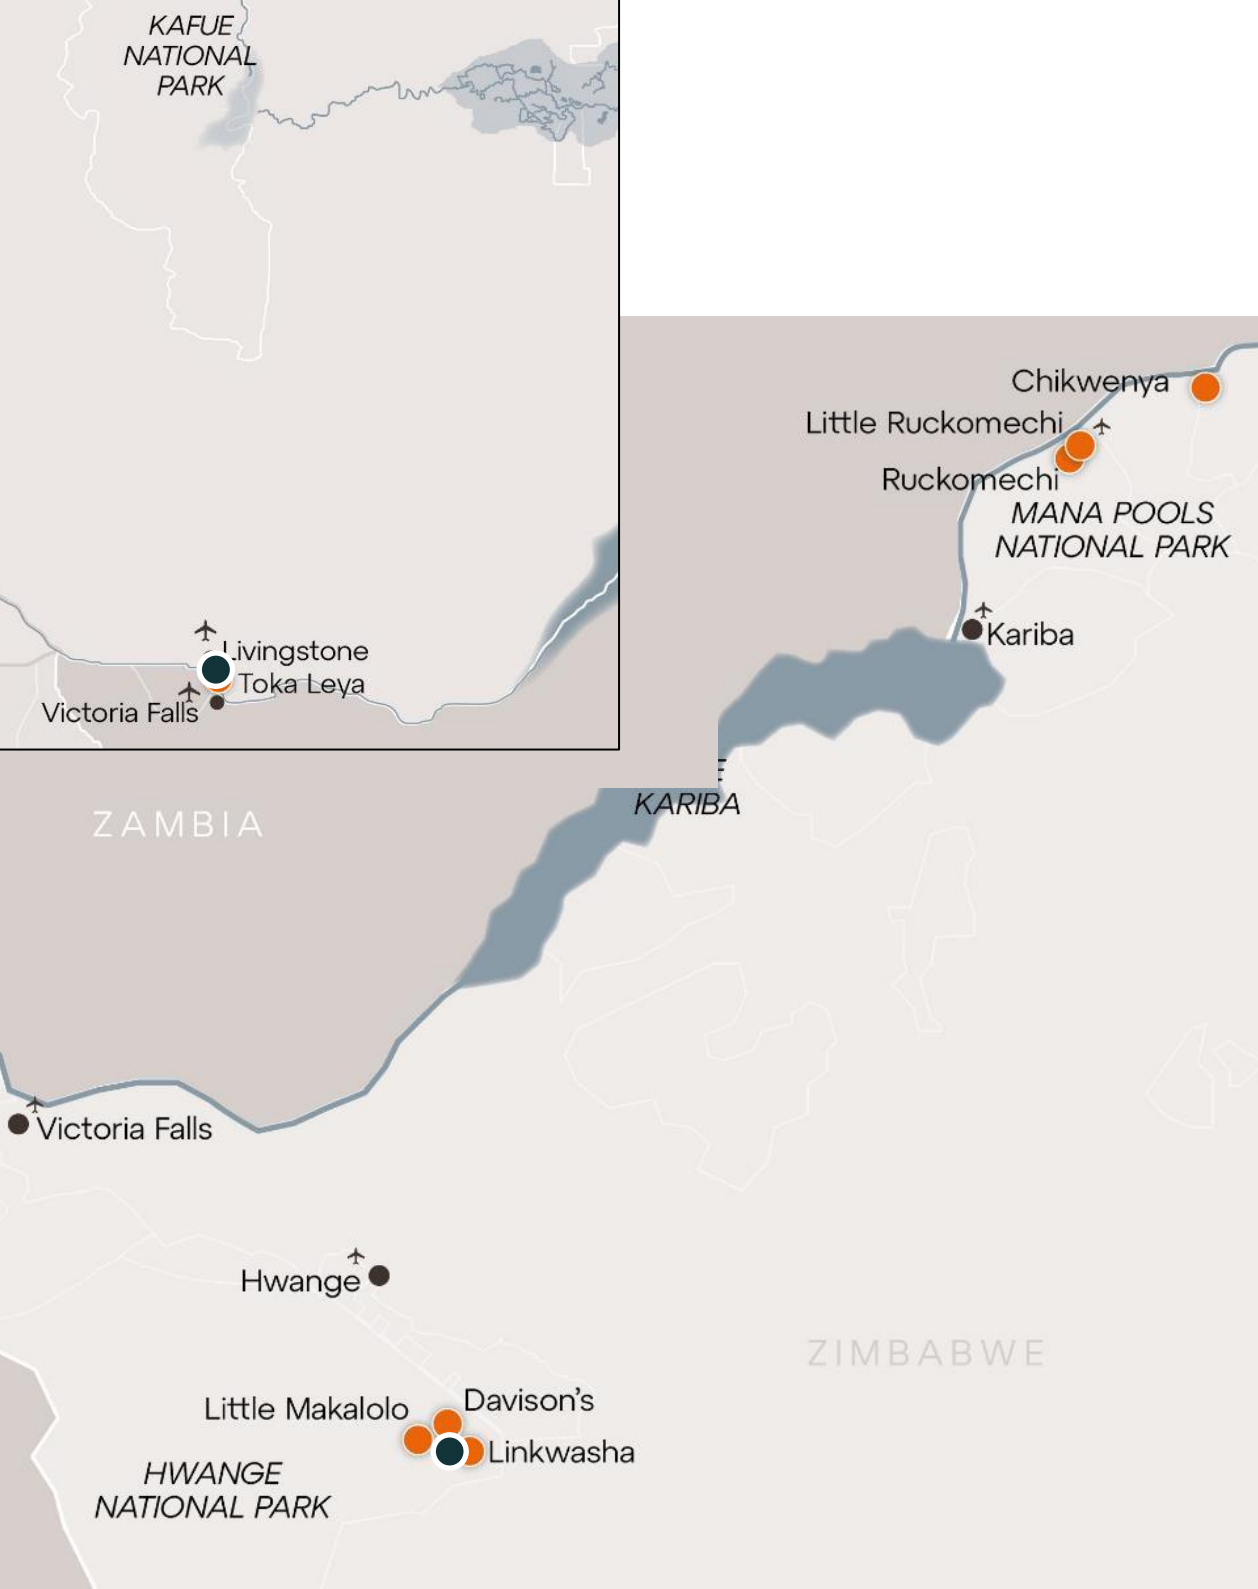 KAFUE
NATIONAL
PARK
Livingstone
Toka Leya
Victoria Falls
Chikwenya
Little Ruckomechi
Ruckomechi
MANA POOLS
NATIONAL PARK
Kariba
KARIBA
ZAMBIA
Victoria Falls
Hwange
ZIMBABWE
Davison's
Little Makalolo
Linkwasha
HWANGE
NATIONAL PARK